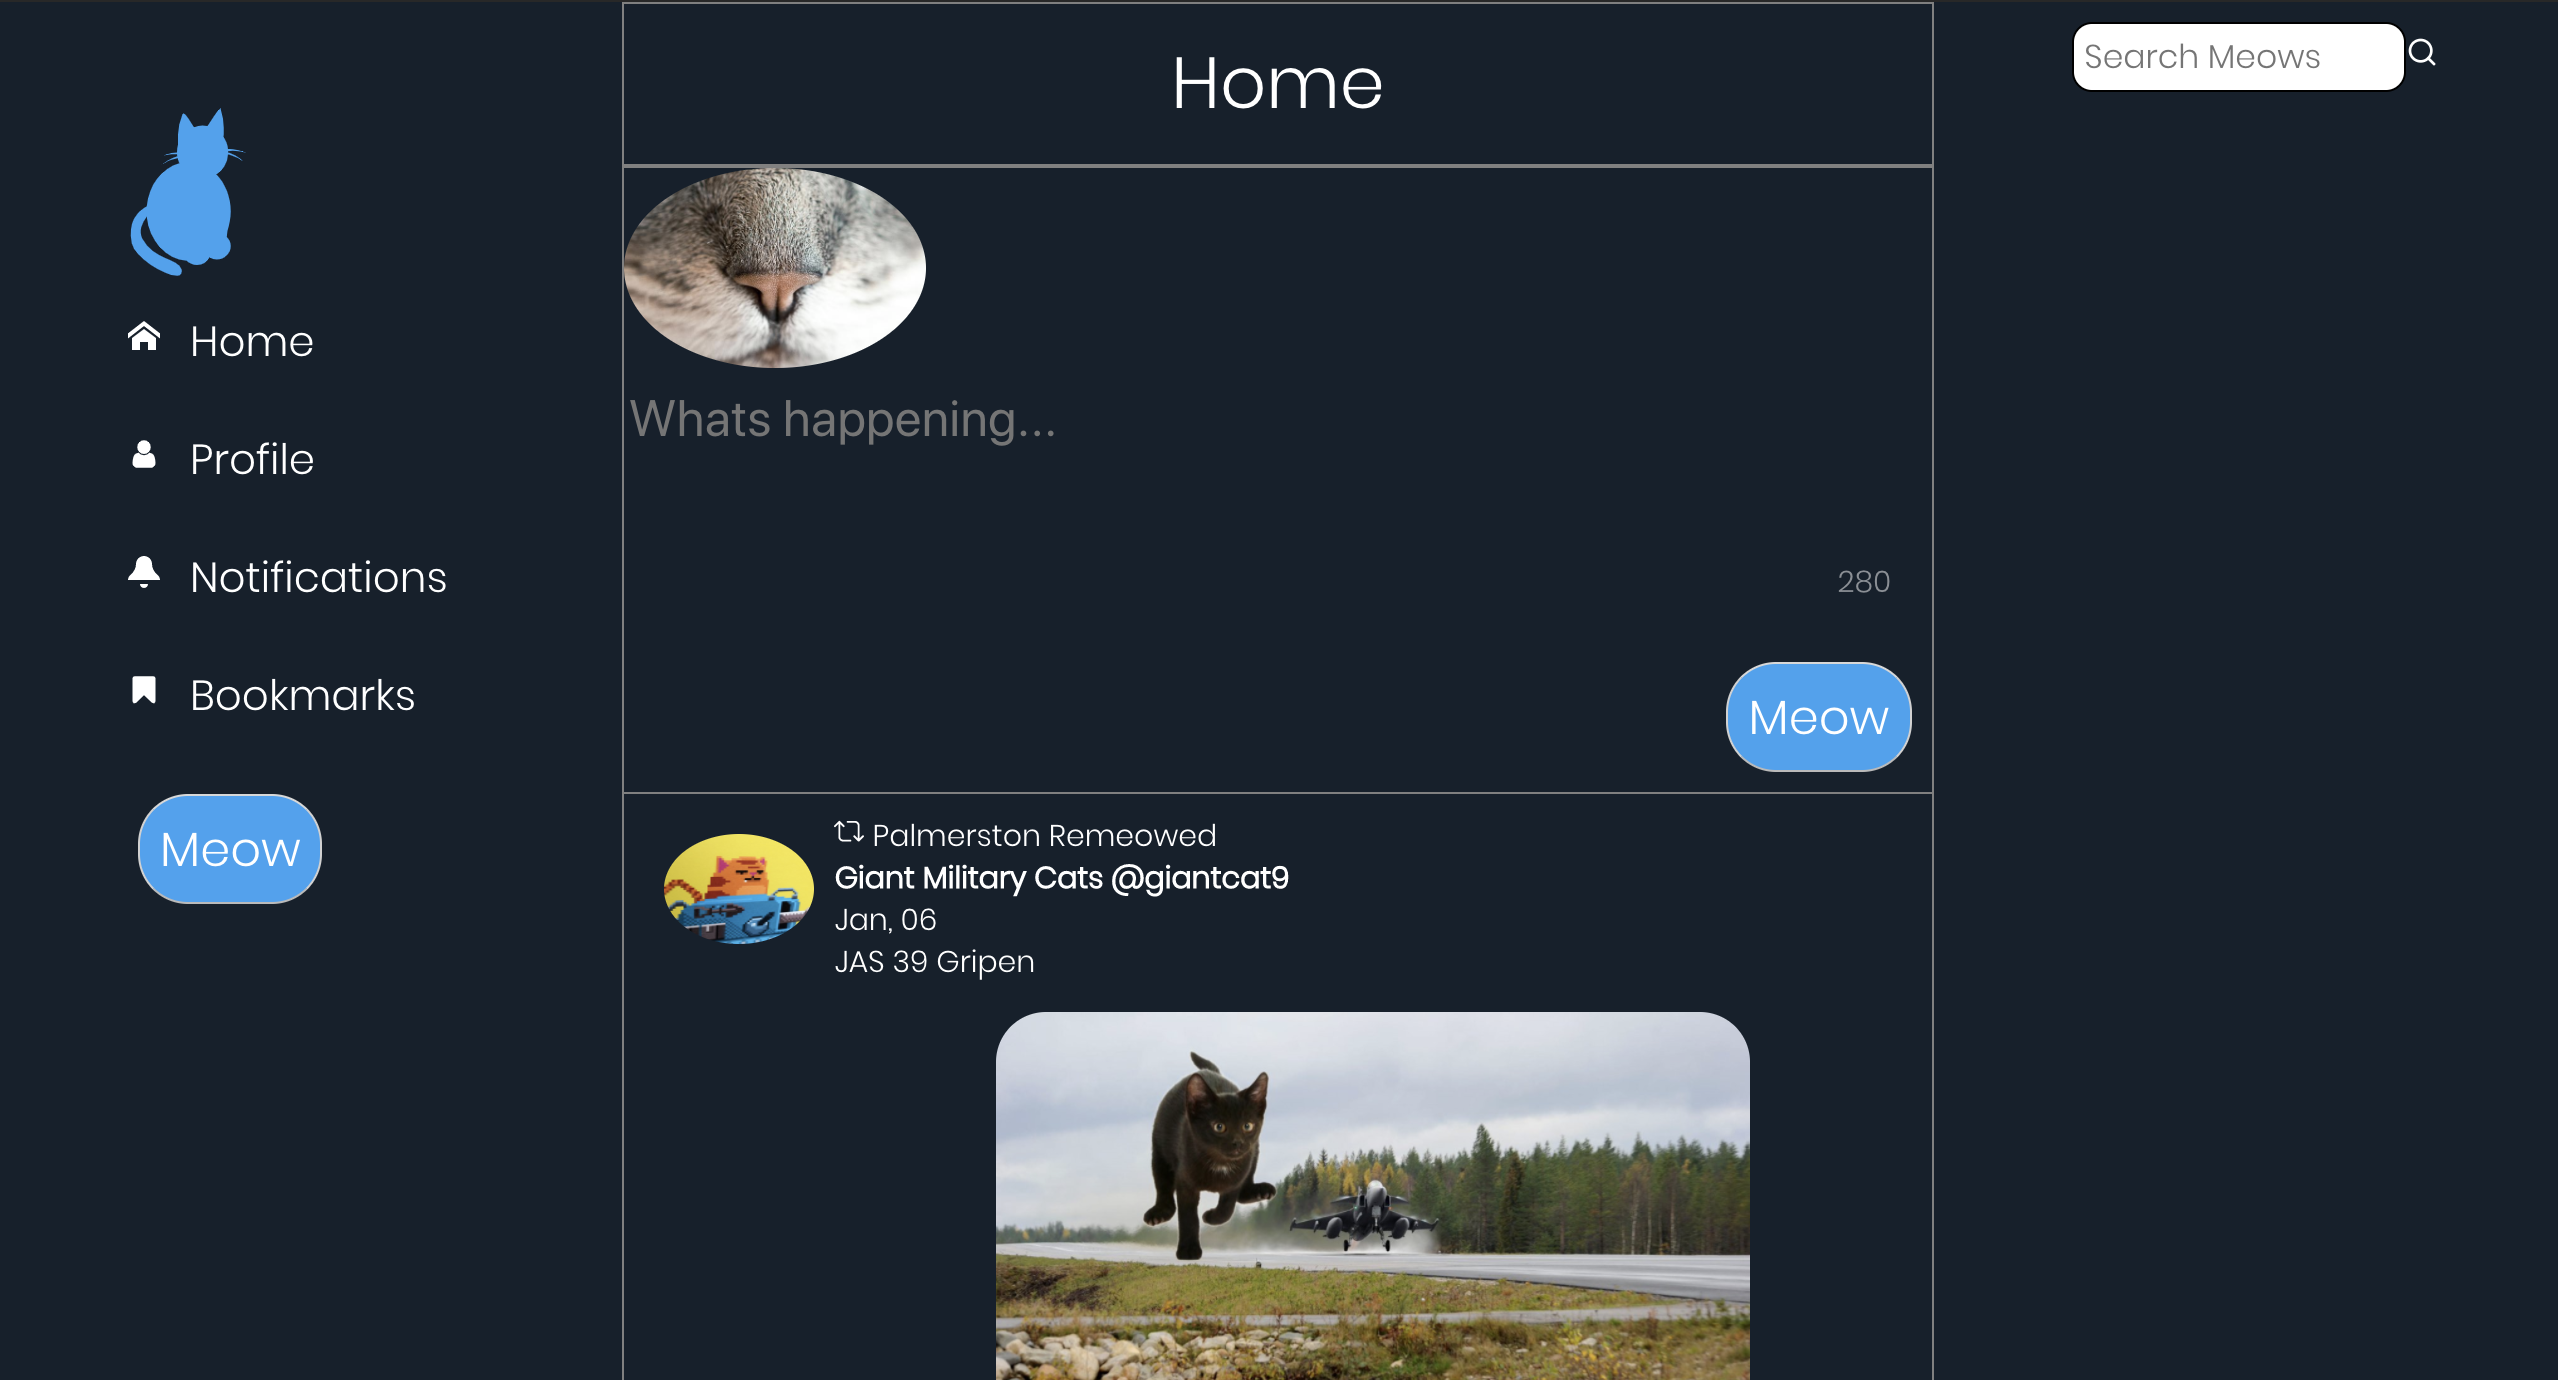 Home
Profile
Notifications
Bookmarks
Meow
Home
Whats happening...
280
Meow
Palmerston Remeowed
Giant Military Cats @giantcat9
Jan, 06
JAS 39 Gripen
Search Meows